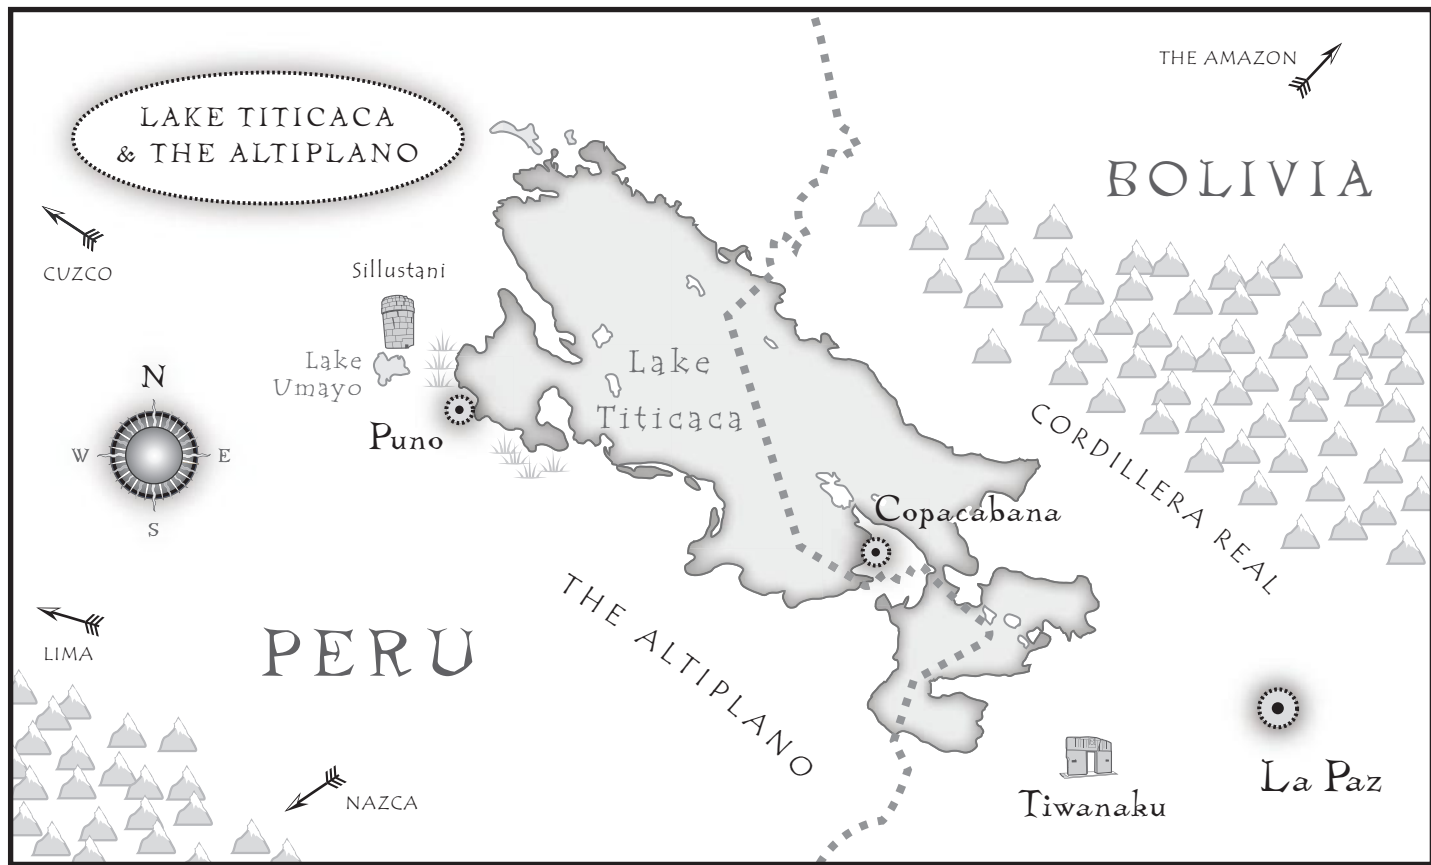 THE AMAZON
LAKE TITICACA
& THE ALTIPLANO
BOLIVIA
CUZCO
Sillustani
Lake
Umayo
Lake
Titicaca
N
W
E
S
Puno
CORDILLERA REAL
Copacabana
THE ALTIPLANO
PERU
LIMA
NAZCA
La Paz
Tiwanaku